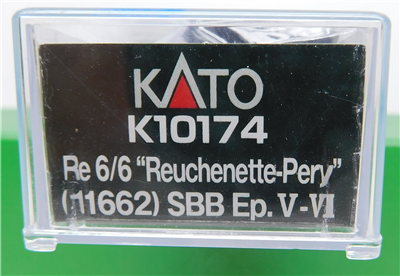 KATO
K10174
Re 6/6 "Reuchenette-Pery"
(11662) SBB Ep. V-VI